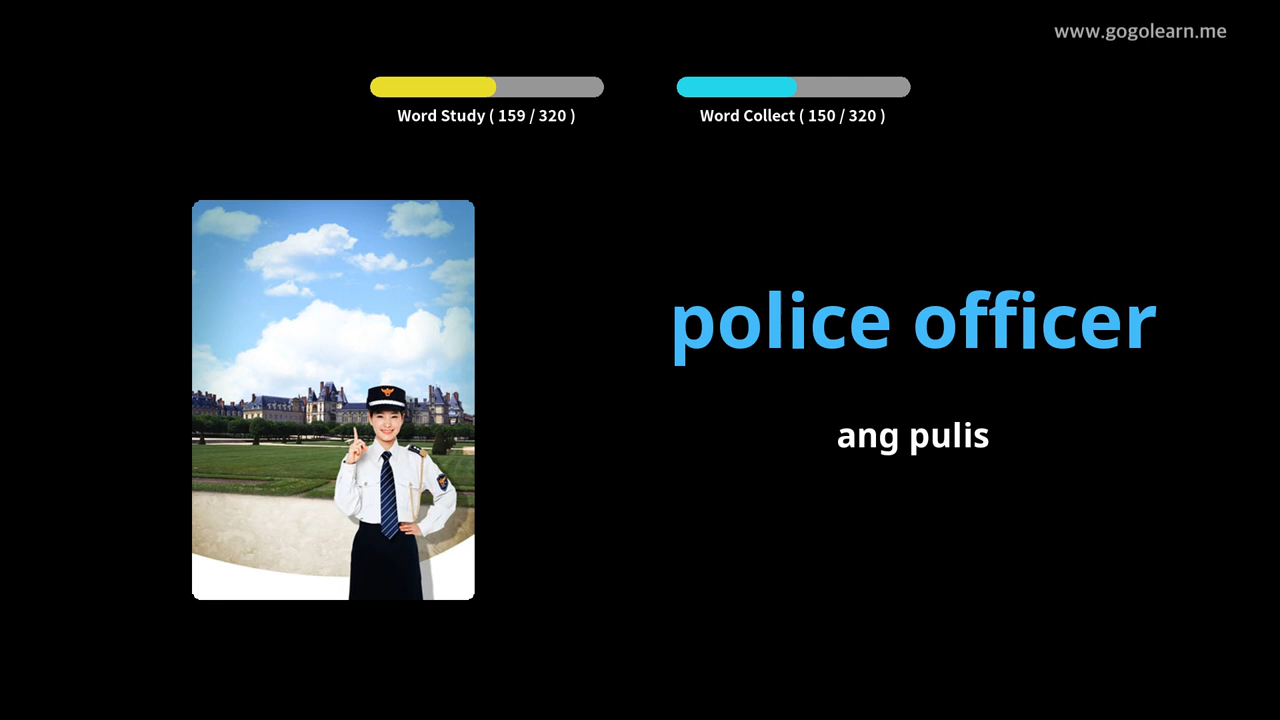 www.gogolearn.me
Word Study ( 159 / 320 )
Word Collect ( 150 / 320 )
police officer
ang pulis